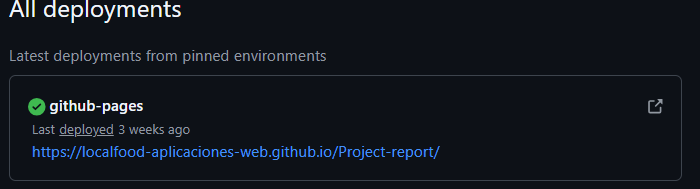 All deployments
Latest deployments from pinned environments
github-pages
Last deployed 3 weeks ago
https://localfood-aplicaciones-web.github.io/Project-report/